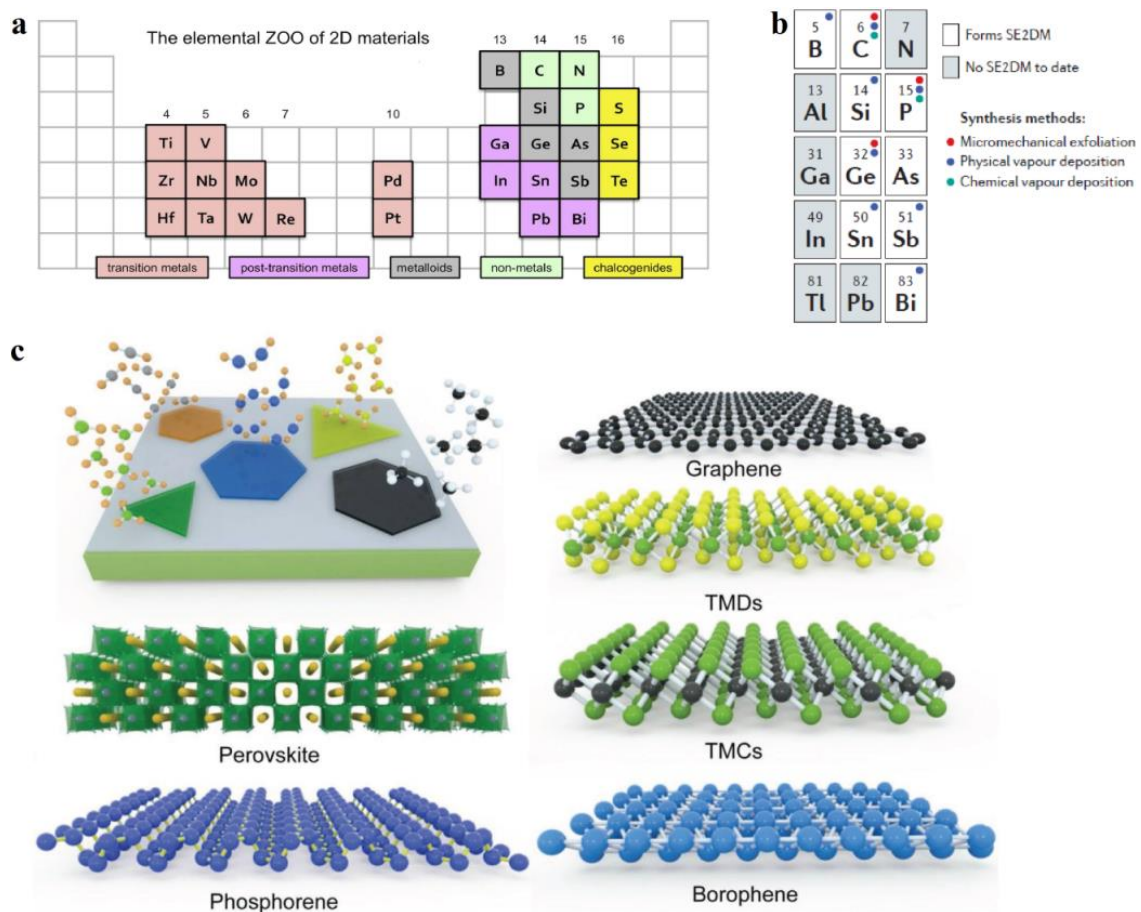 a
The elemental ZOO of 2D materials
13 14 15 16
B C N
Si P S
4 5 6 7 10
Ti V Ga Ge As Se
Zr Nb Mo Pd In Sn Sb Te
Hf Ta W Re Pt Pb Bi
transition metals post-transition metals metalloids non-metals chalcogenides
b
5 6 7
B C N
13 14 15
Al Si P
31 32 33
Ga Ge As
49 50 51
In Sn Sb
81 82 83
Tl Pb Bi
Forms SE2DM
No SE2DM to date
Synthesis methods:
Micromechanical exfoliation
Physical vapour deposition
Chemical vapour deposition
c
Graphene
TMDs
Perovskite
TMCs
Phosphorene
Borophene